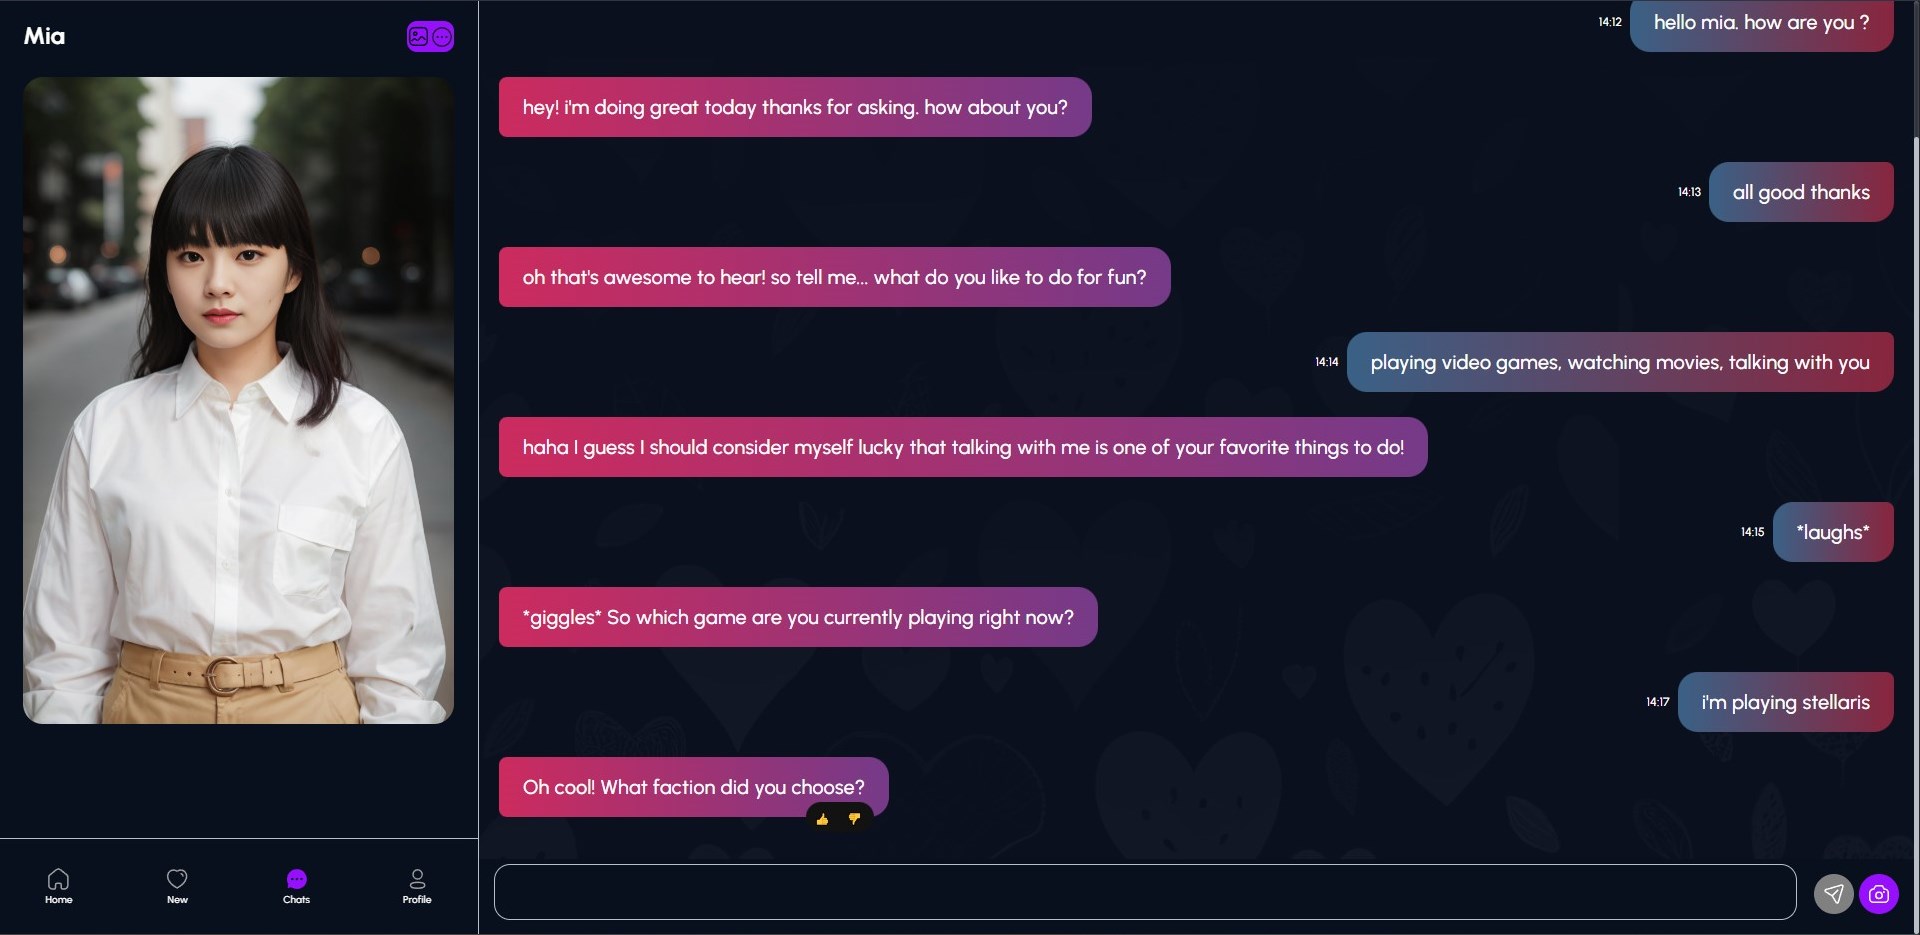 Mia
14:12
hello mia. how are you ?
hey! i'm doing great today thanks for asking. how about you?
14:13
all good thanks
oh that's awesome to hear! so tell me... what do you like to do for fun?
14:14
playing video games, watching movies, talking with you
haha I guess I should consider myself lucky that talking with me is one of your favorite things to do!
14:15
*laughs*
*giggles* So which game are you currently playing right now?
14:17
i'm playing stellaris
Oh cool! What faction did you choose?
Home
New
Chats
Profile